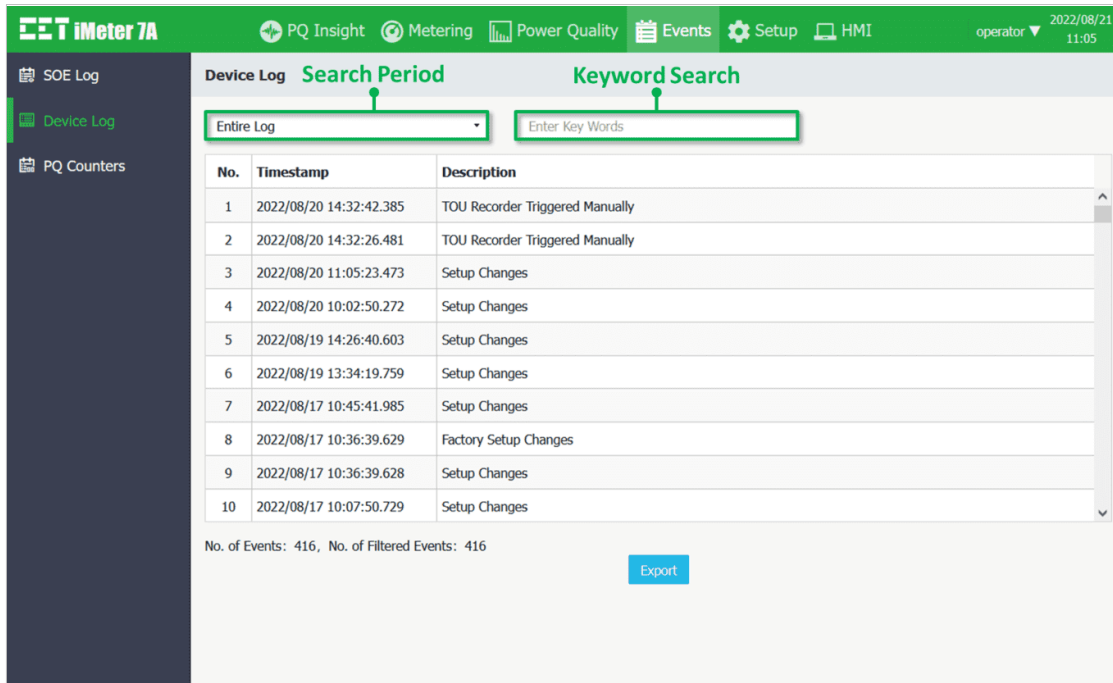 CET iMeter 7A
PQ Insight Metering Power Quality Events Setup HMI operator 2022/08/21 11:05
SOE Log
Device Log
PQ Counters
Device Log Search Period Keyword Search
Entire Log Enter Key Words
No. Timestamp Description
1 2022/08/20 14:32:42.385 TOU Recorder Triggered Manually
2 2022/08/20 14:32:26.481 TOU Recorder Triggered Manually
3 2022/08/20 11:05:23.473 Setup Changes
4 2022/08/20 10:02:50.272 Setup Changes
5 2022/08/19 14:26:40.603 Setup Changes
6 2022/08/19 13:34:19.759 Setup Changes
7 2022/08/17 10:45:41.985 Setup Changes
8 2022/08/17 10:36:39.629 Factory Setup Changes
9 2022/08/17 10:36:39.628 Setup Changes
10 2022/08/17 10:07:50.729 Setup Changes
No. of Events: 416, No. of Filtered Events: 416
Export